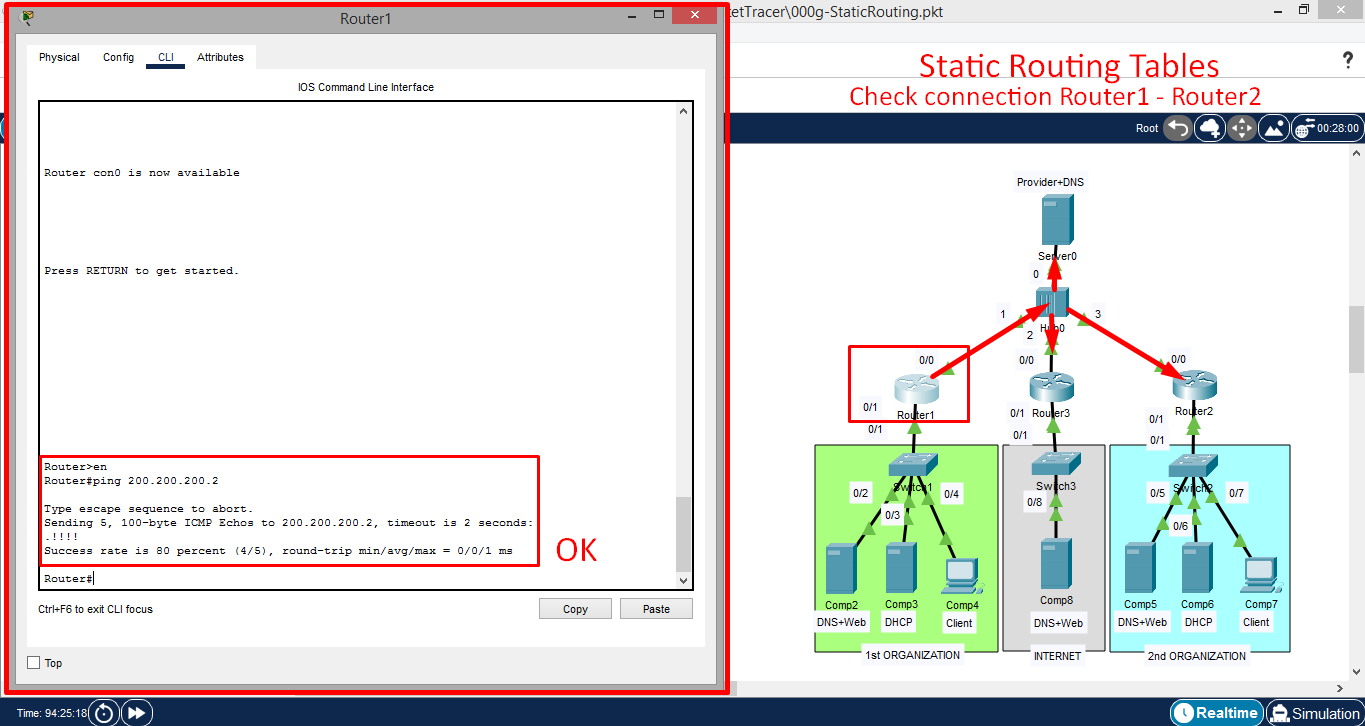 Router1
tetTracer\000g-StaticRouting.pkt
Physical Config CLI Attributes
IOS Command Line Interface
Router con0 is now available
Press RETURN to get started.
Router>en
Router#ping 200.200.200.2
Type escape sequence to abort.
Sending 5, 100-byte ICMP Echos to 200.200.200.2, timeout is 2 seconds:
.!!!!
Success rate is 80 percent (4/5), round-trip min/avg/max = 0/0/1 ms
Router#
OK
Ctrl+F6 to exit CLI focus
Copy Paste
Top
Static Routing Tables
?
Check connection Router1 - Router2
Root 00:28:00
Provider+DNS
Server0
0
1 3
Hub0
2
0/0 0/0 0/0
0/1 Router1 0/1 Router3 0/1 Router2
0/1 0/1 0/1
Switch1 Switch3 Switch2
0/2 0/3 0/4 0/8 0/5 0/6 0/7
Comp2 Comp3 Comp4 Comp8 Comp5 Comp6 Comp7
DNS+Web DHCP Client DNS+Web DNS+Web DHCP Client
1st ORGANIZATION INTERNET 2nd ORGANIZATION
Time: 94:25:18 Realtime Simulation